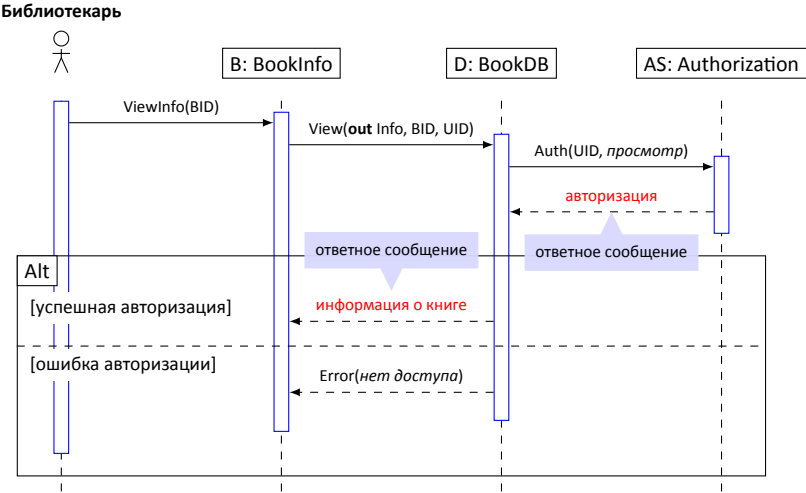 Библиотекарь
B: BookInfo
D: BookDB
AS: Authorization
ViewInfo(BID)
View(out Info, BID, UID)
Auth(UID, просмотр)
авторизация
ответное сообщение
ответное сообщение
Alt
[успешная авторизация]
информация о книге
[ошибка авторизации]
Error(нет доступа)